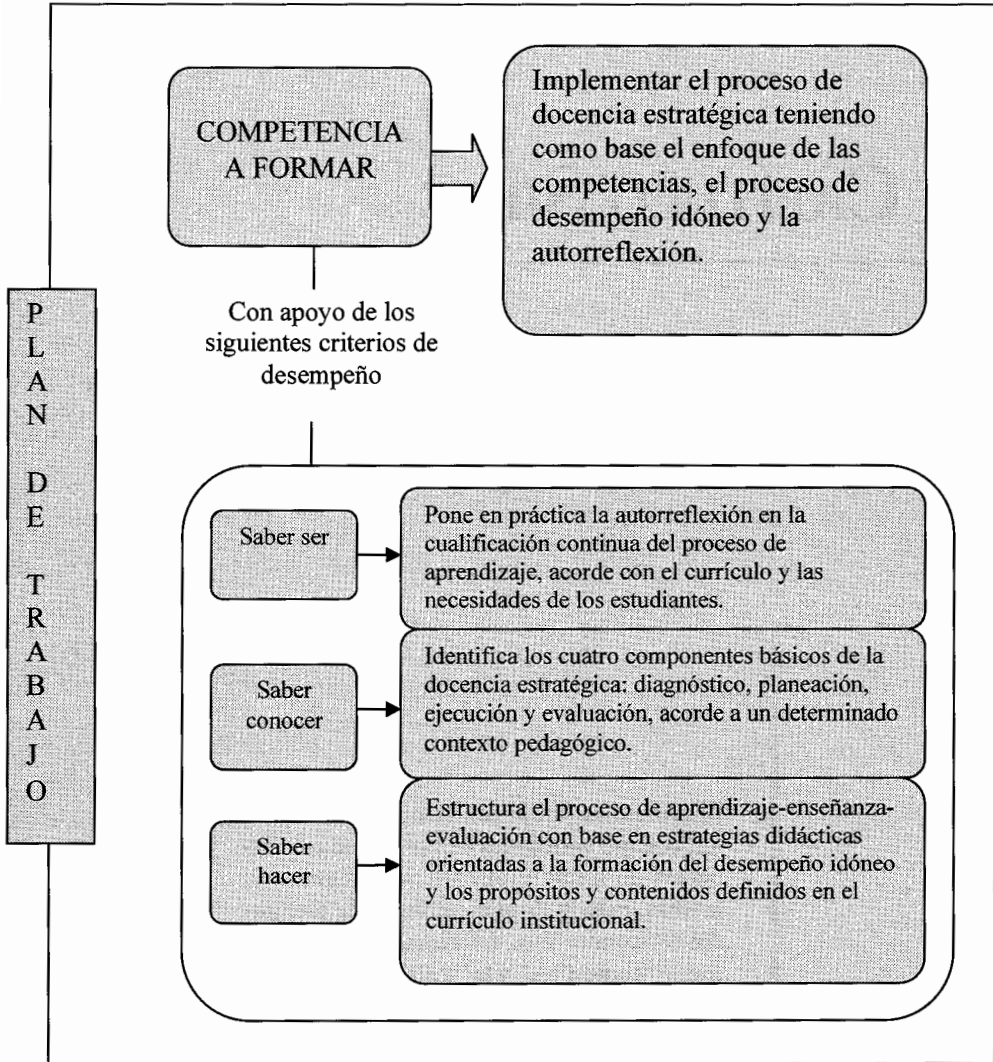 PLAN DE TRABAJO
COMPETENCIA
A FORMAR
Implementar el proceso de
docencia estratégica teniendo
como base el enfoque de las
competencias, el proceso de
desempeño idóneo y la
autorreflexión.
Con apoyo de los
siguientes criterios de
desempeño
Saber ser
Pone en práctica la autorreflexión en la
cualificación continua del proceso de
aprendizaje, acorde con el currículo y las
necesidades de los estudiantes.
Saber
conocer
Identifica los cuatro componentes básicos de la
docencia estratégica: diagnóstico, planeación,
ejecución y evaluación, acorde a un determinado
contexto pedagógico.
Saber
hacer
Estructura el proceso de aprendizaje-enseñanza-
evaluación con base en estrategias didácticas
orientadas a la formación del desempeño idóneo
y los propósitos y contenidos definidos en el
currículo institucional.